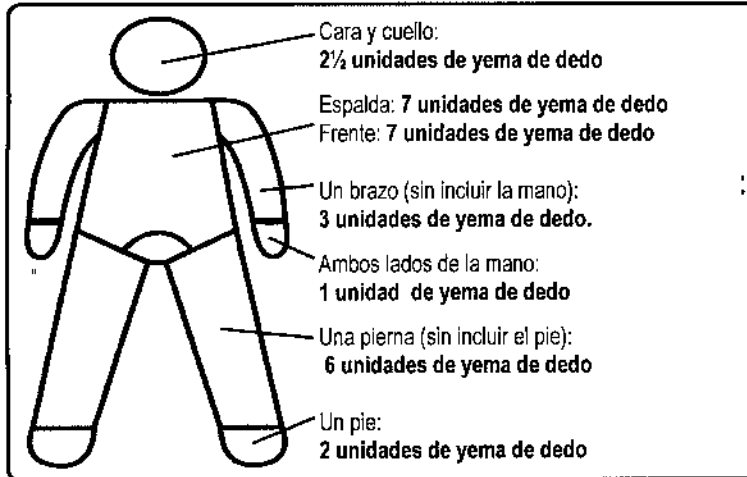 Cara y cuello:
2½ unidades de yema de dedo
Espalda: 7 unidades de yema de dedo
Frente: 7 unidades de yema de dedo
Un brazo (sin incluir la mano):
3 unidades de yema de dedo.
Ambos lados de la mano:
1 unidad de yema de dedo
Una pierna (sin incluir el pie):
6 unidades de yema de dedo
Un pie:
2 unidades de yema de dedo